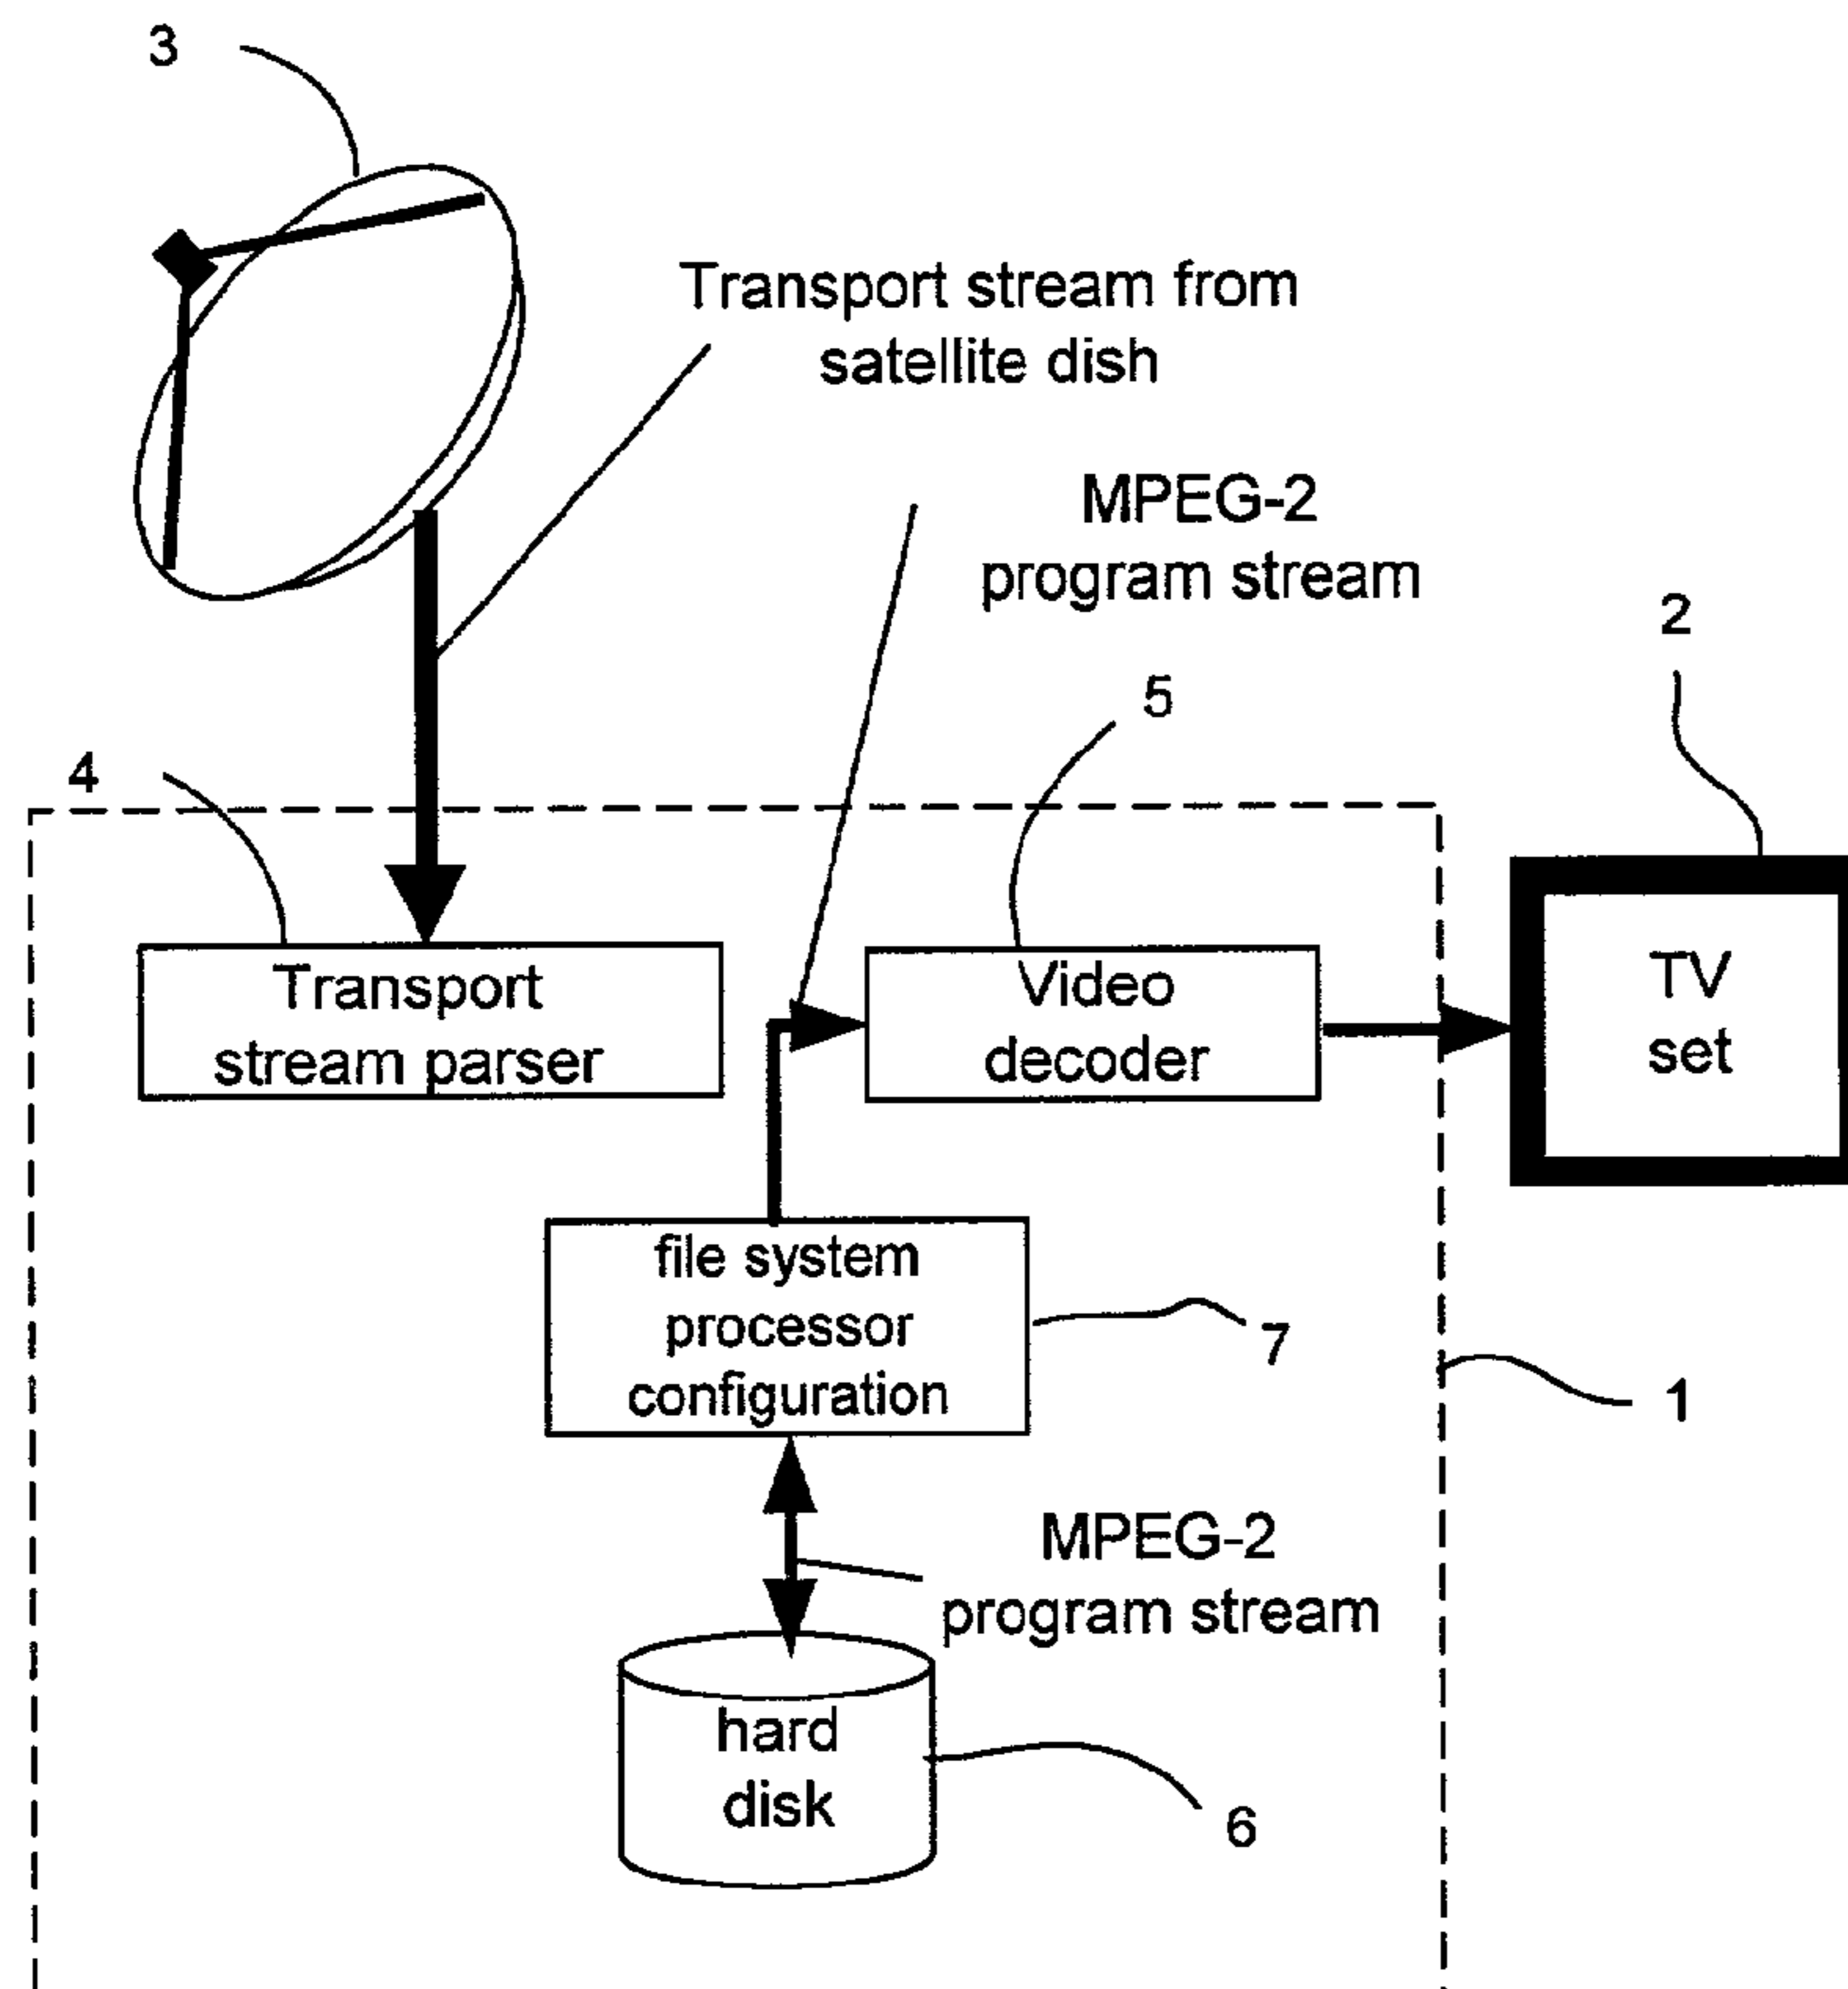 3
Transport stream from
satellite dish
MPEG-2
program stream
2
5
4
Transport
stream parser
Video
decoder
TV
set
file system
processor
configuration
7
1
MPEG-2
program stream
hard
disk
6